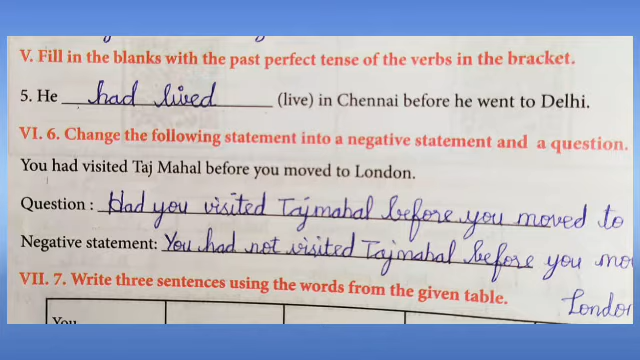 V. Fill in the blanks with the past perfect tense of the verbs in the bracket.
5. He had lived (live) in Chennai before he went to Delhi.
VI. 6. Change the following statement into a negative statement and a question.
You had visited Taj Mahal before you moved to London.
Question : Had you visited Tajmahal before you moved to
Negative statement: You had not visited Tajmahal before you mo
VII. 7. Write three sentences using the words from the given table.
Londo
You